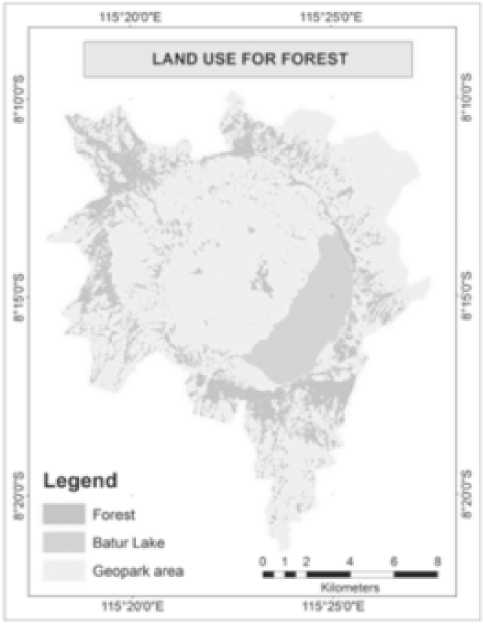 115°20'0"E 115°25'0"E
LAND USE FOR FOREST
8°10'0"S 8°10'0"S
8°15'0"S 8°15'0"S
8°20'0"S 8°20'0"S
Legend
Forest
Batur Lake
Geopark area
0 1 2 4 6 8
Kilometers
115°20'0"E 115°25'0"E